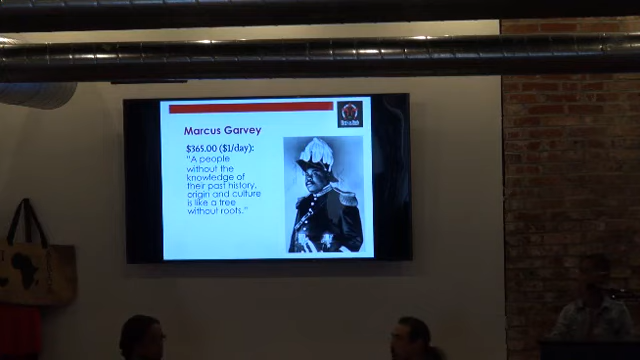 Marcus Garvey
$365.00 ($1/day):
"A people
without the
knowledge of
their past history,
origin and culture
is like a tree
without roots."